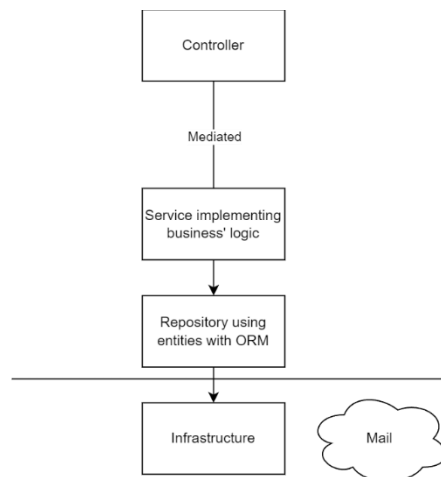 Controller
Mediated
Service implementing
business' logic
Repository using
entities with ORM
Infrastructure
Mail